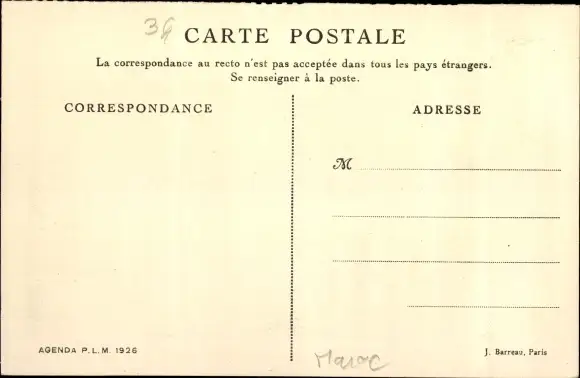 36 CARTE POSTALE
La correspondance au recto n'est pas acceptée dans tous les pays étrangers.
Se renseigner à la poste.
CORRESPONDANCE
ADRESSE
M
AGENDA P.L.M. 1926
Maroc
J. Barreau, Paris